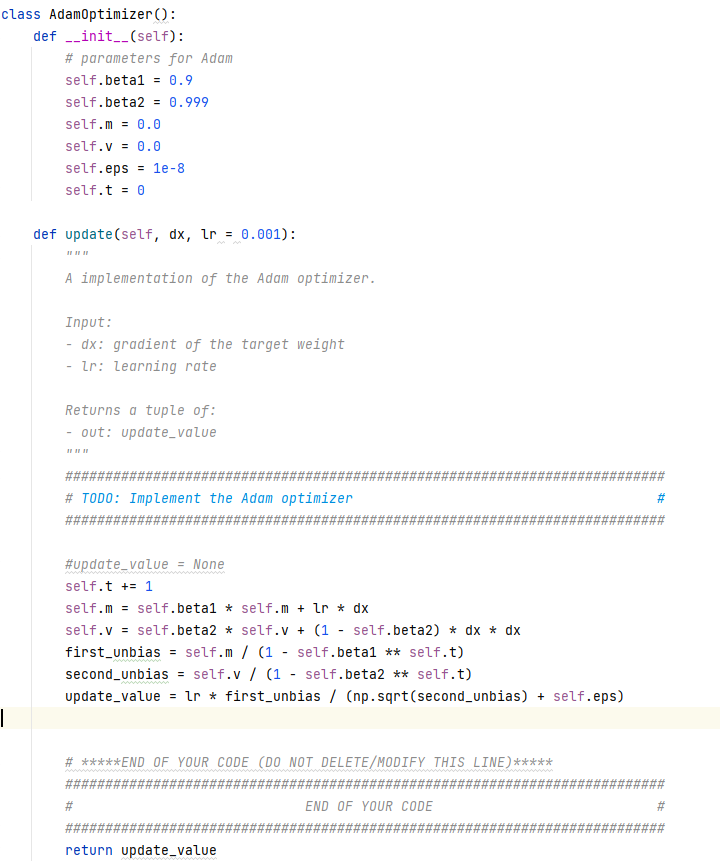 class AdamOptimizer():
    def __init__(self):
        # parameters for Adam
        self.beta1 = 0.9
        self.beta2 = 0.999
        self.m = 0.0
        self.v = 0.0
        self.eps = 1e-8
        self.t = 0

    def update(self, dx, lr = 0.001):
        """
        A implementation of the Adam optimizer.

        Input:
        - dx: gradient of the target weight
        - lr: learning rate

        Returns a tuple of:
        - out: update_value
        """
        ###########################################################################
        # TODO: Implement the Adam optimizer                                      #
        ###########################################################################

        #update_value = None
        self.t += 1
        self.m = self.beta1 * self.m + lr * dx
        self.v = self.beta2 * self.v + (1 - self.beta2) * dx * dx
        first_unbias = self.m / (1 - self.beta1 ** self.t)
        second_unbias = self.v / (1 - self.beta2 ** self.t)
        update_value = lr * first_unbias / (np.sqrt(second_unbias) + self.eps)


        # *****END OF YOUR CODE (DO NOT DELETE/MODIFY THIS LINE)*****
        ###########################################################################
        #                             END OF YOUR CODE                            #
        ###########################################################################
        return update_value